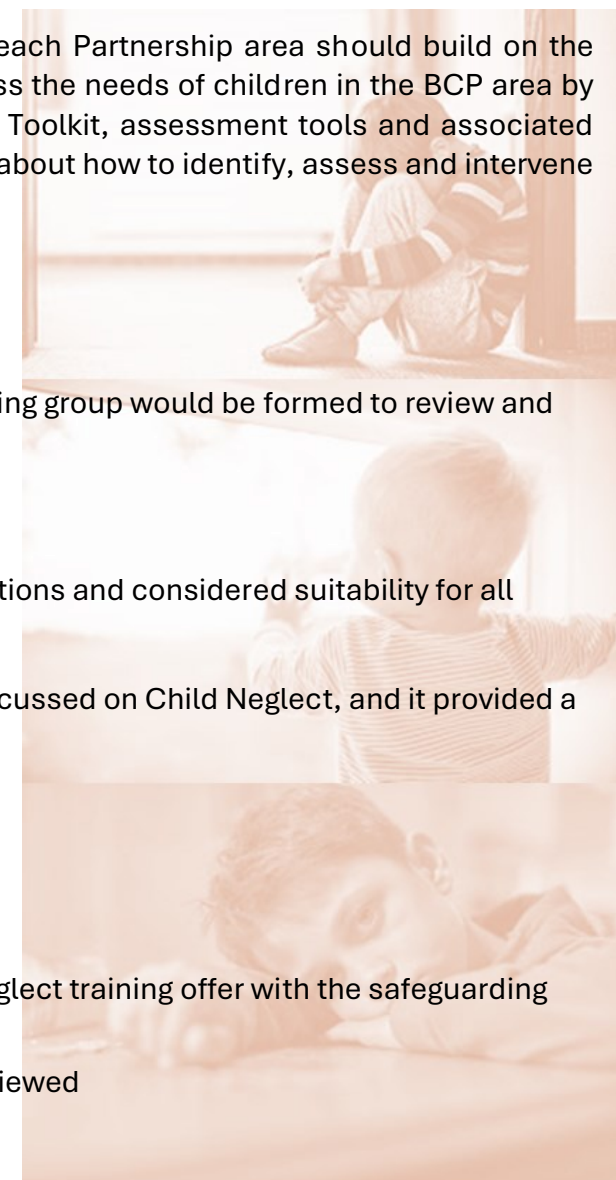 each Partnership area should build on the
ss the needs of children in the BCP area by
Toolkit, assessment tools and associated
about how to identify, assess and intervene
ing group would be formed to review and
tions and considered suitability for all
cussed on Child Neglect, and it provided a
glect training offer with the safeguarding
iewed